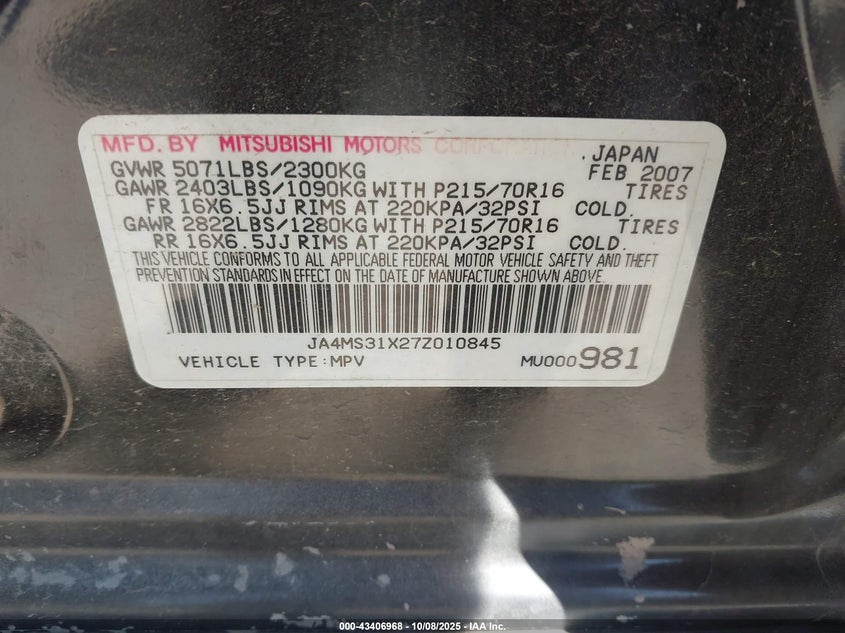 MFD. BY MITSUBISHI MOTORS CORPORATION
. JAPAN
GVWR 5071LBS/2300KG FEB 2007
GAWR 2403LBS/1090KG WITH P215/70R16 TIRES
FR 16X6.5JJ RIMS AT 220KPA/32PSI COLD.
GAWR 2822LBS/1280KG WITH P215/70R16 TIRES
RR 16X6.5JJ RIMS AT 220KPA/32PSI COLD.
THIS VEHICLE CONFORMS TO ALL APPLICABLE FEDERAL MOTOR VEHICLE SAFETY AND THEFT
PREVENTION STANDARDS IN EFFECT ON THE DATE OF MANUFACTURE SHOWN ABOVE.
JA4MS31X27Z010845
VEHICLE TYPE:MPV MU000981
000-43406968 - 10/08/2025 - IAA Inc.